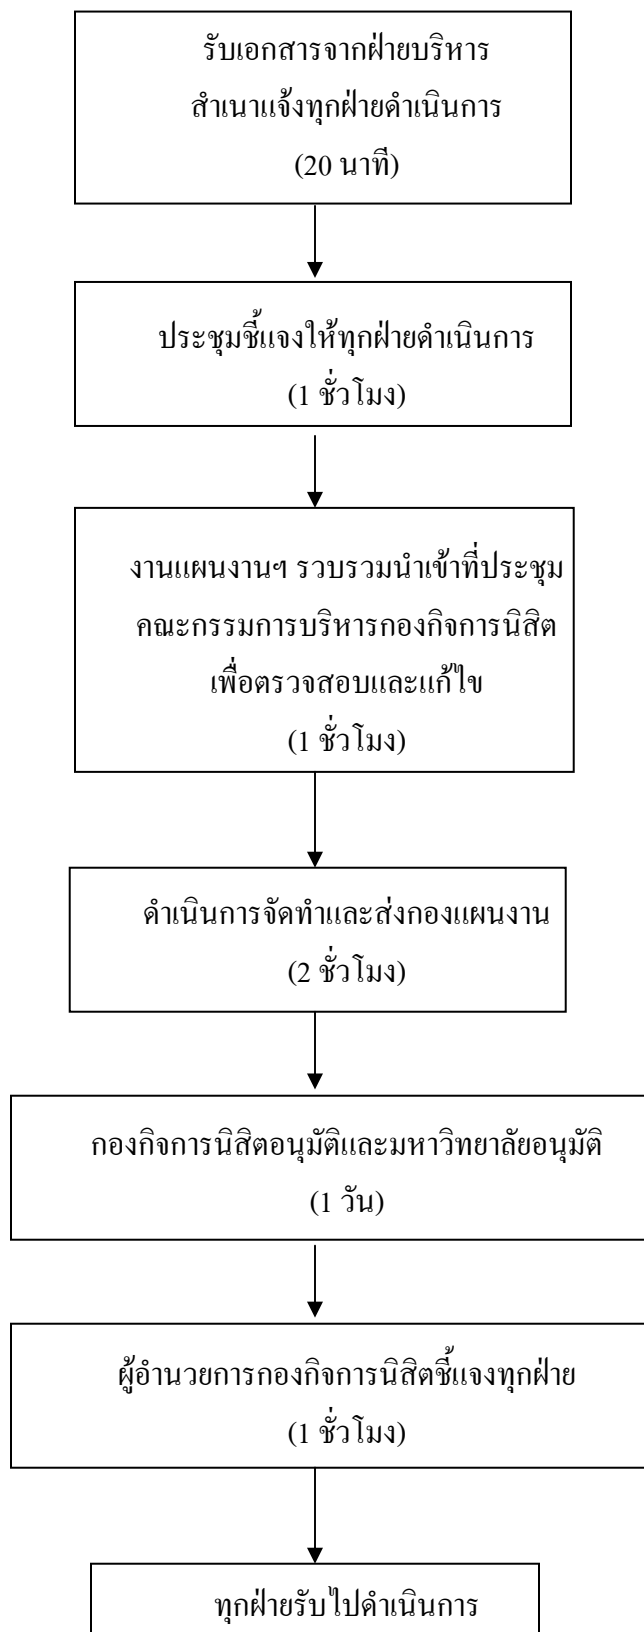 รับเอกสารจากฝ่ายบริหาร
สำเนาแจ้งทุกฝ่ายดำเนินการ
(20 นาที)
ประชุมชี้แจงให้ทุกฝ่ายดำเนินการ
(1 ชั่วโมง)
งานแผนงานฯ รวบรวมนำเข้าที่ประชุม
คณะกรรมการบริหารกองกิจการนิสิต
เพื่อตรวจสอบและแก้ไข
(1 ชั่วโมง)
ดำเนินการจัดทำและส่งกองแผนงาน
(2 ชั่วโมง)
กองกิจการนิสิตอนุมัติและมหาวิทยาลัยอนุมัติ
(1 วัน)
ผู้อำนวยการกองกิจการนิสิตชี้แจงทุกฝ่าย
(1 ชั่วโมง)
ทุกฝ่ายรับไปดำเนินการ